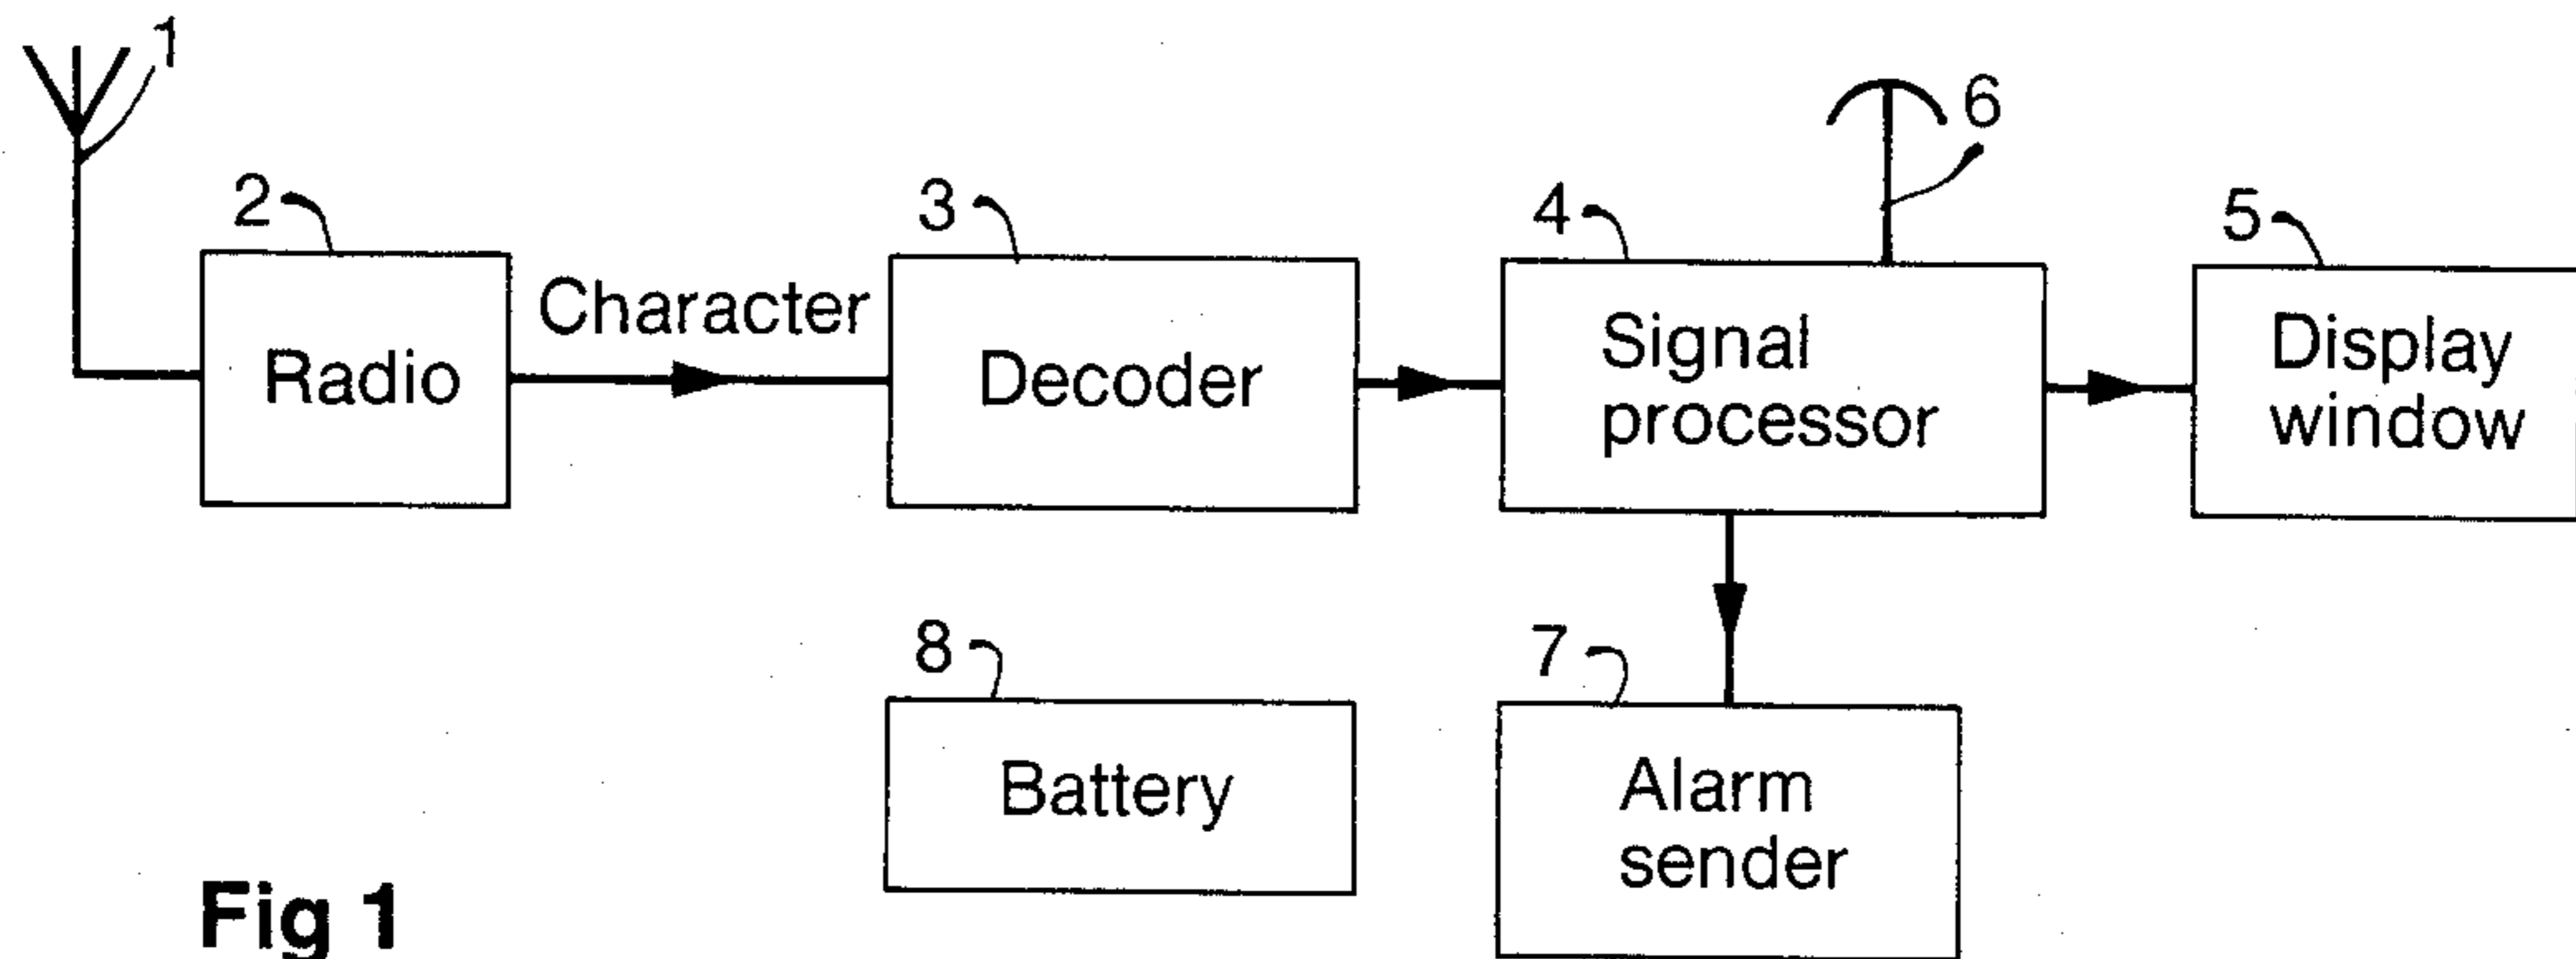 1
6
2
3
4
5
Character
Radio
Decoder
Signal
processor
Display
window
8
7
Battery
Alarm
sender
Fig 1